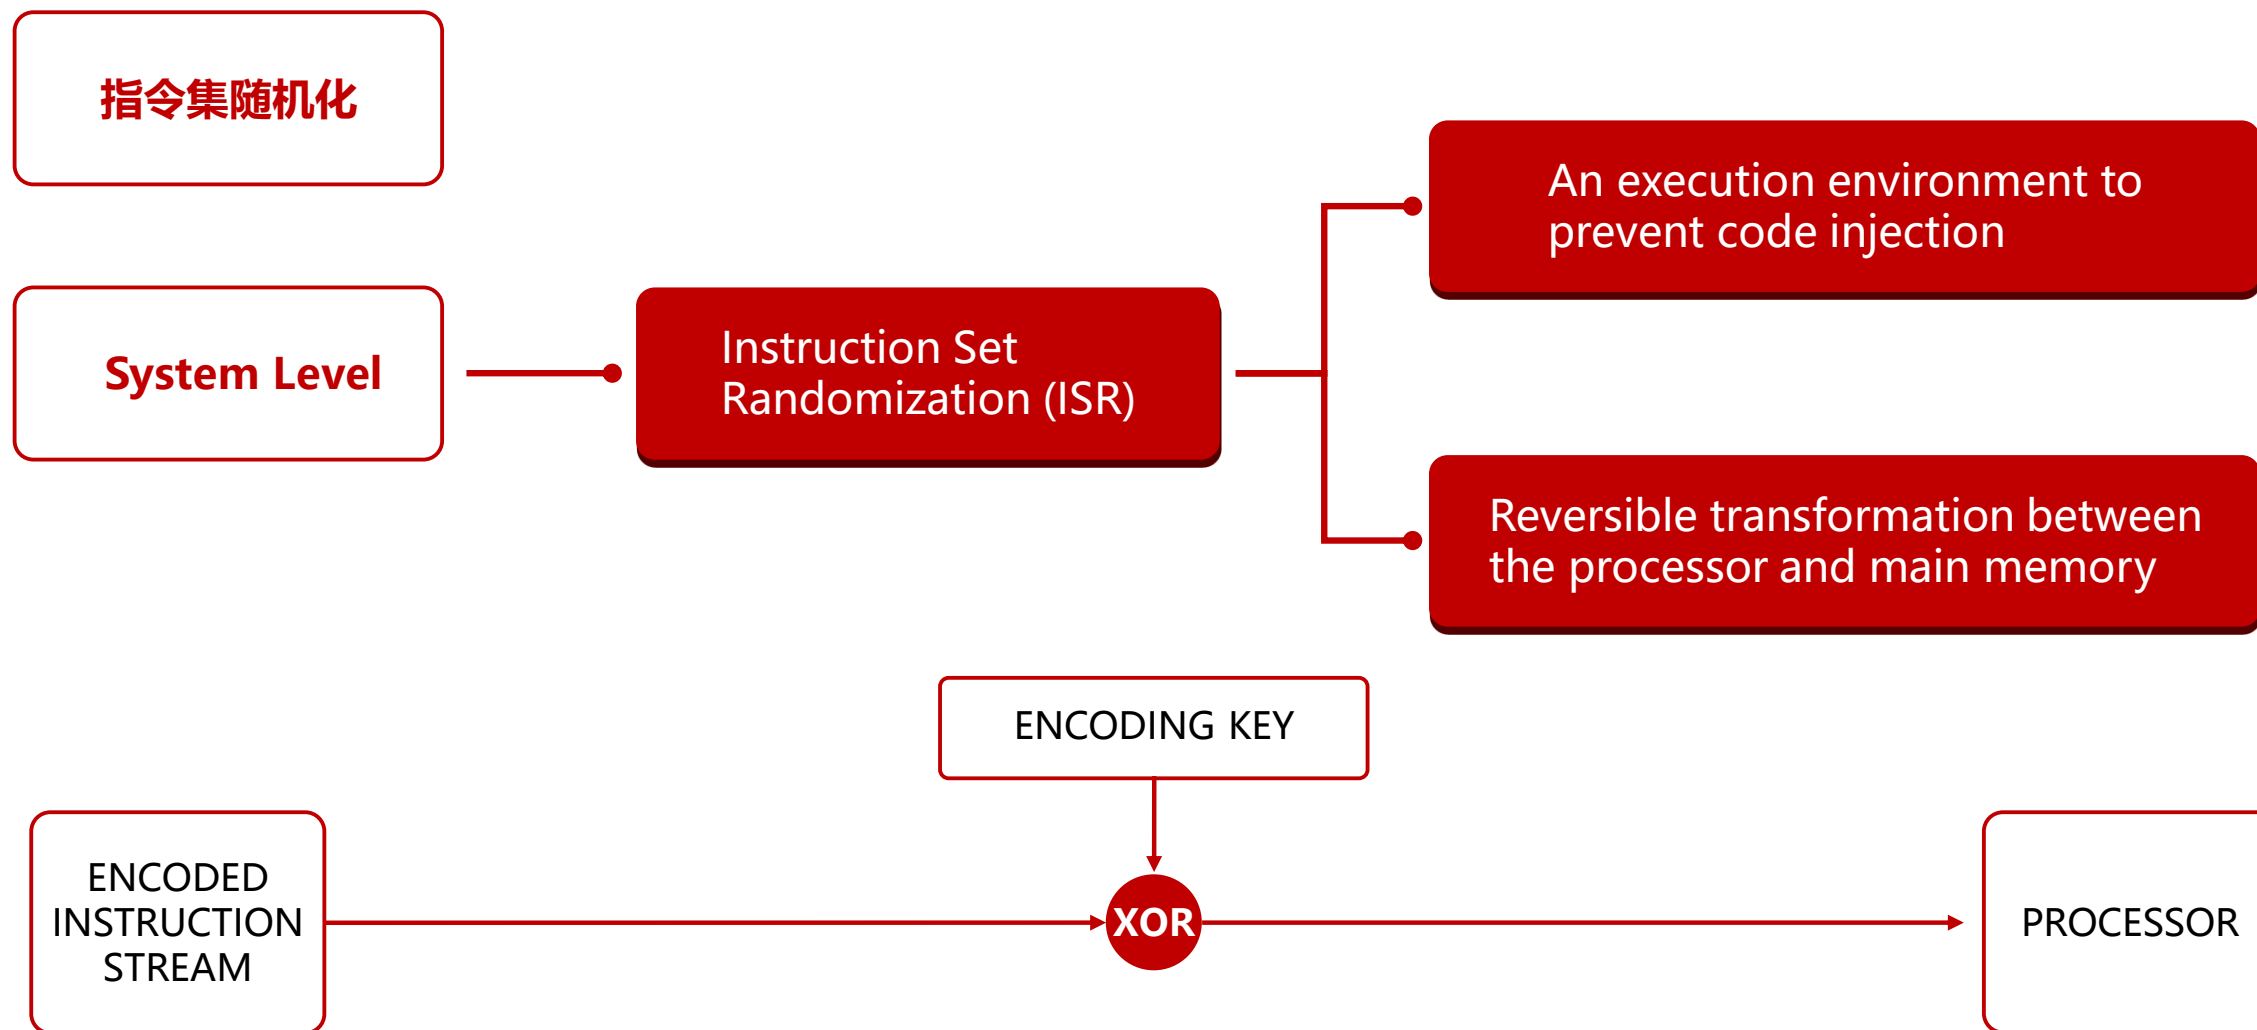 指令集随机化
An execution environment to
prevent code injection
System Level
Instruction Set
Randomization (ISR)
Reversible transformation between
the processor and main memory
ENCODING KEY
ENCODED
INSTRUCTION
STREAM
XOR
PROCESSOR